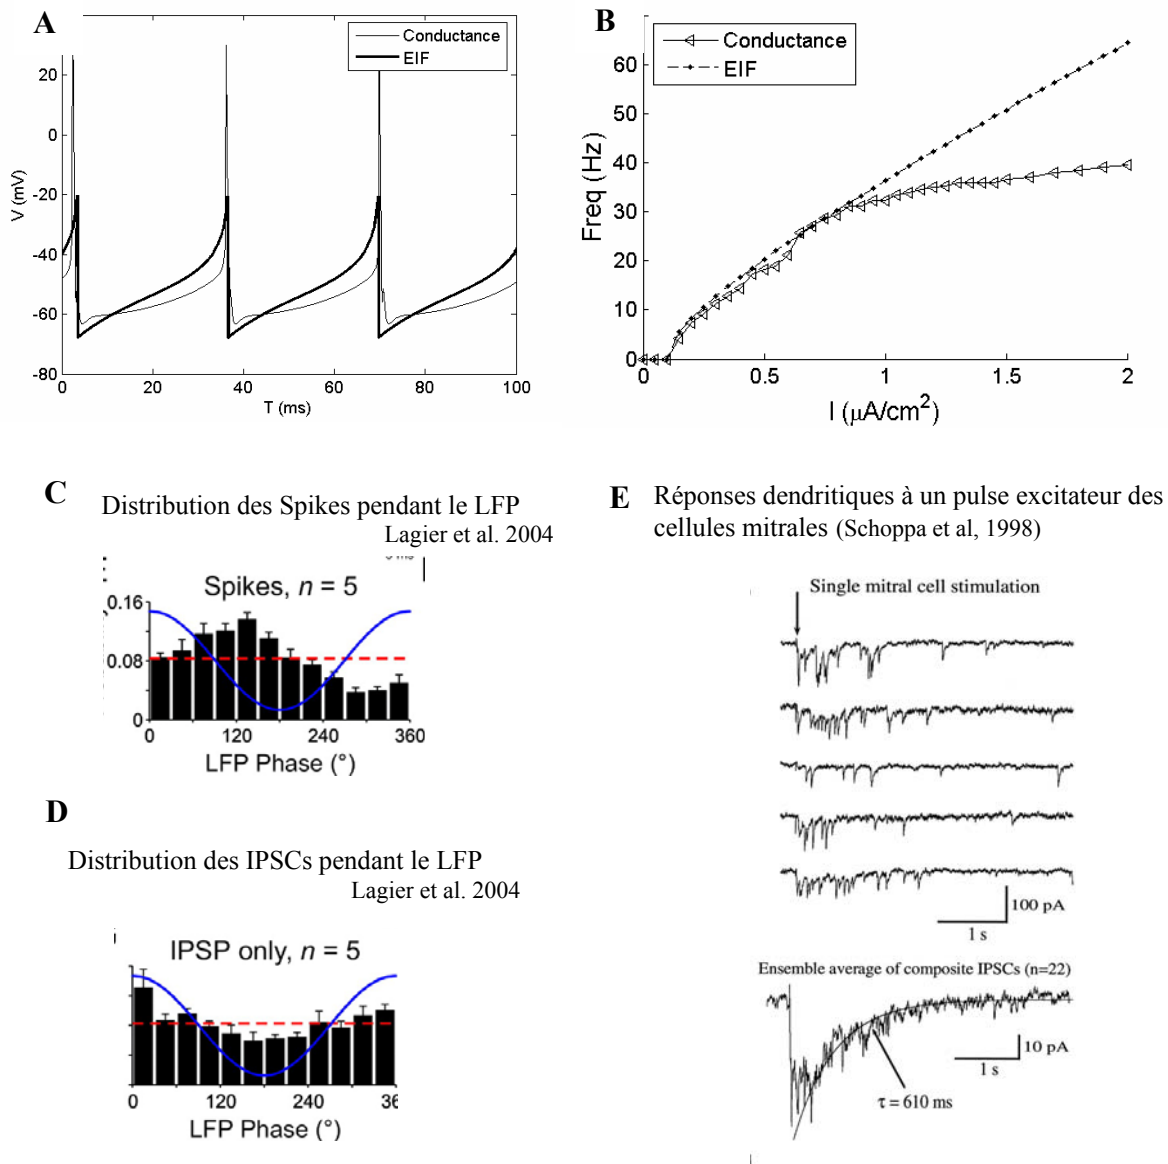 A
Conductance
EIF
20
0
-20
-40
-60
-80
V (mV)
0
20
40
60
80
100
T (ms)
B
Conductance
EIF
60
50
40
30
20
10
0
Freq (Hz)
0
0.5
1
1.5
2
I (μA/cm²)
C
Distribution des Spikes pendant le LFP
Lagier et al. 2004
Spikes, n = 5
0.16
0.08
0
0
120
240
360
LFP Phase (°)
D
Distribution des IPSCs pendant le LFP
Lagier et al. 2004
IPSP only, n = 5
0
120
240
36
LFP Phase (°)
E
Réponses dendritiques à un pulse excitateur des
cellules mitrales (Schoppa et al, 1998)
Single mitral cell stimulation
100 pA
1 s
Ensemble average of composite IPSCs (n=22)
10 pA
1 s
τ = 610 ms